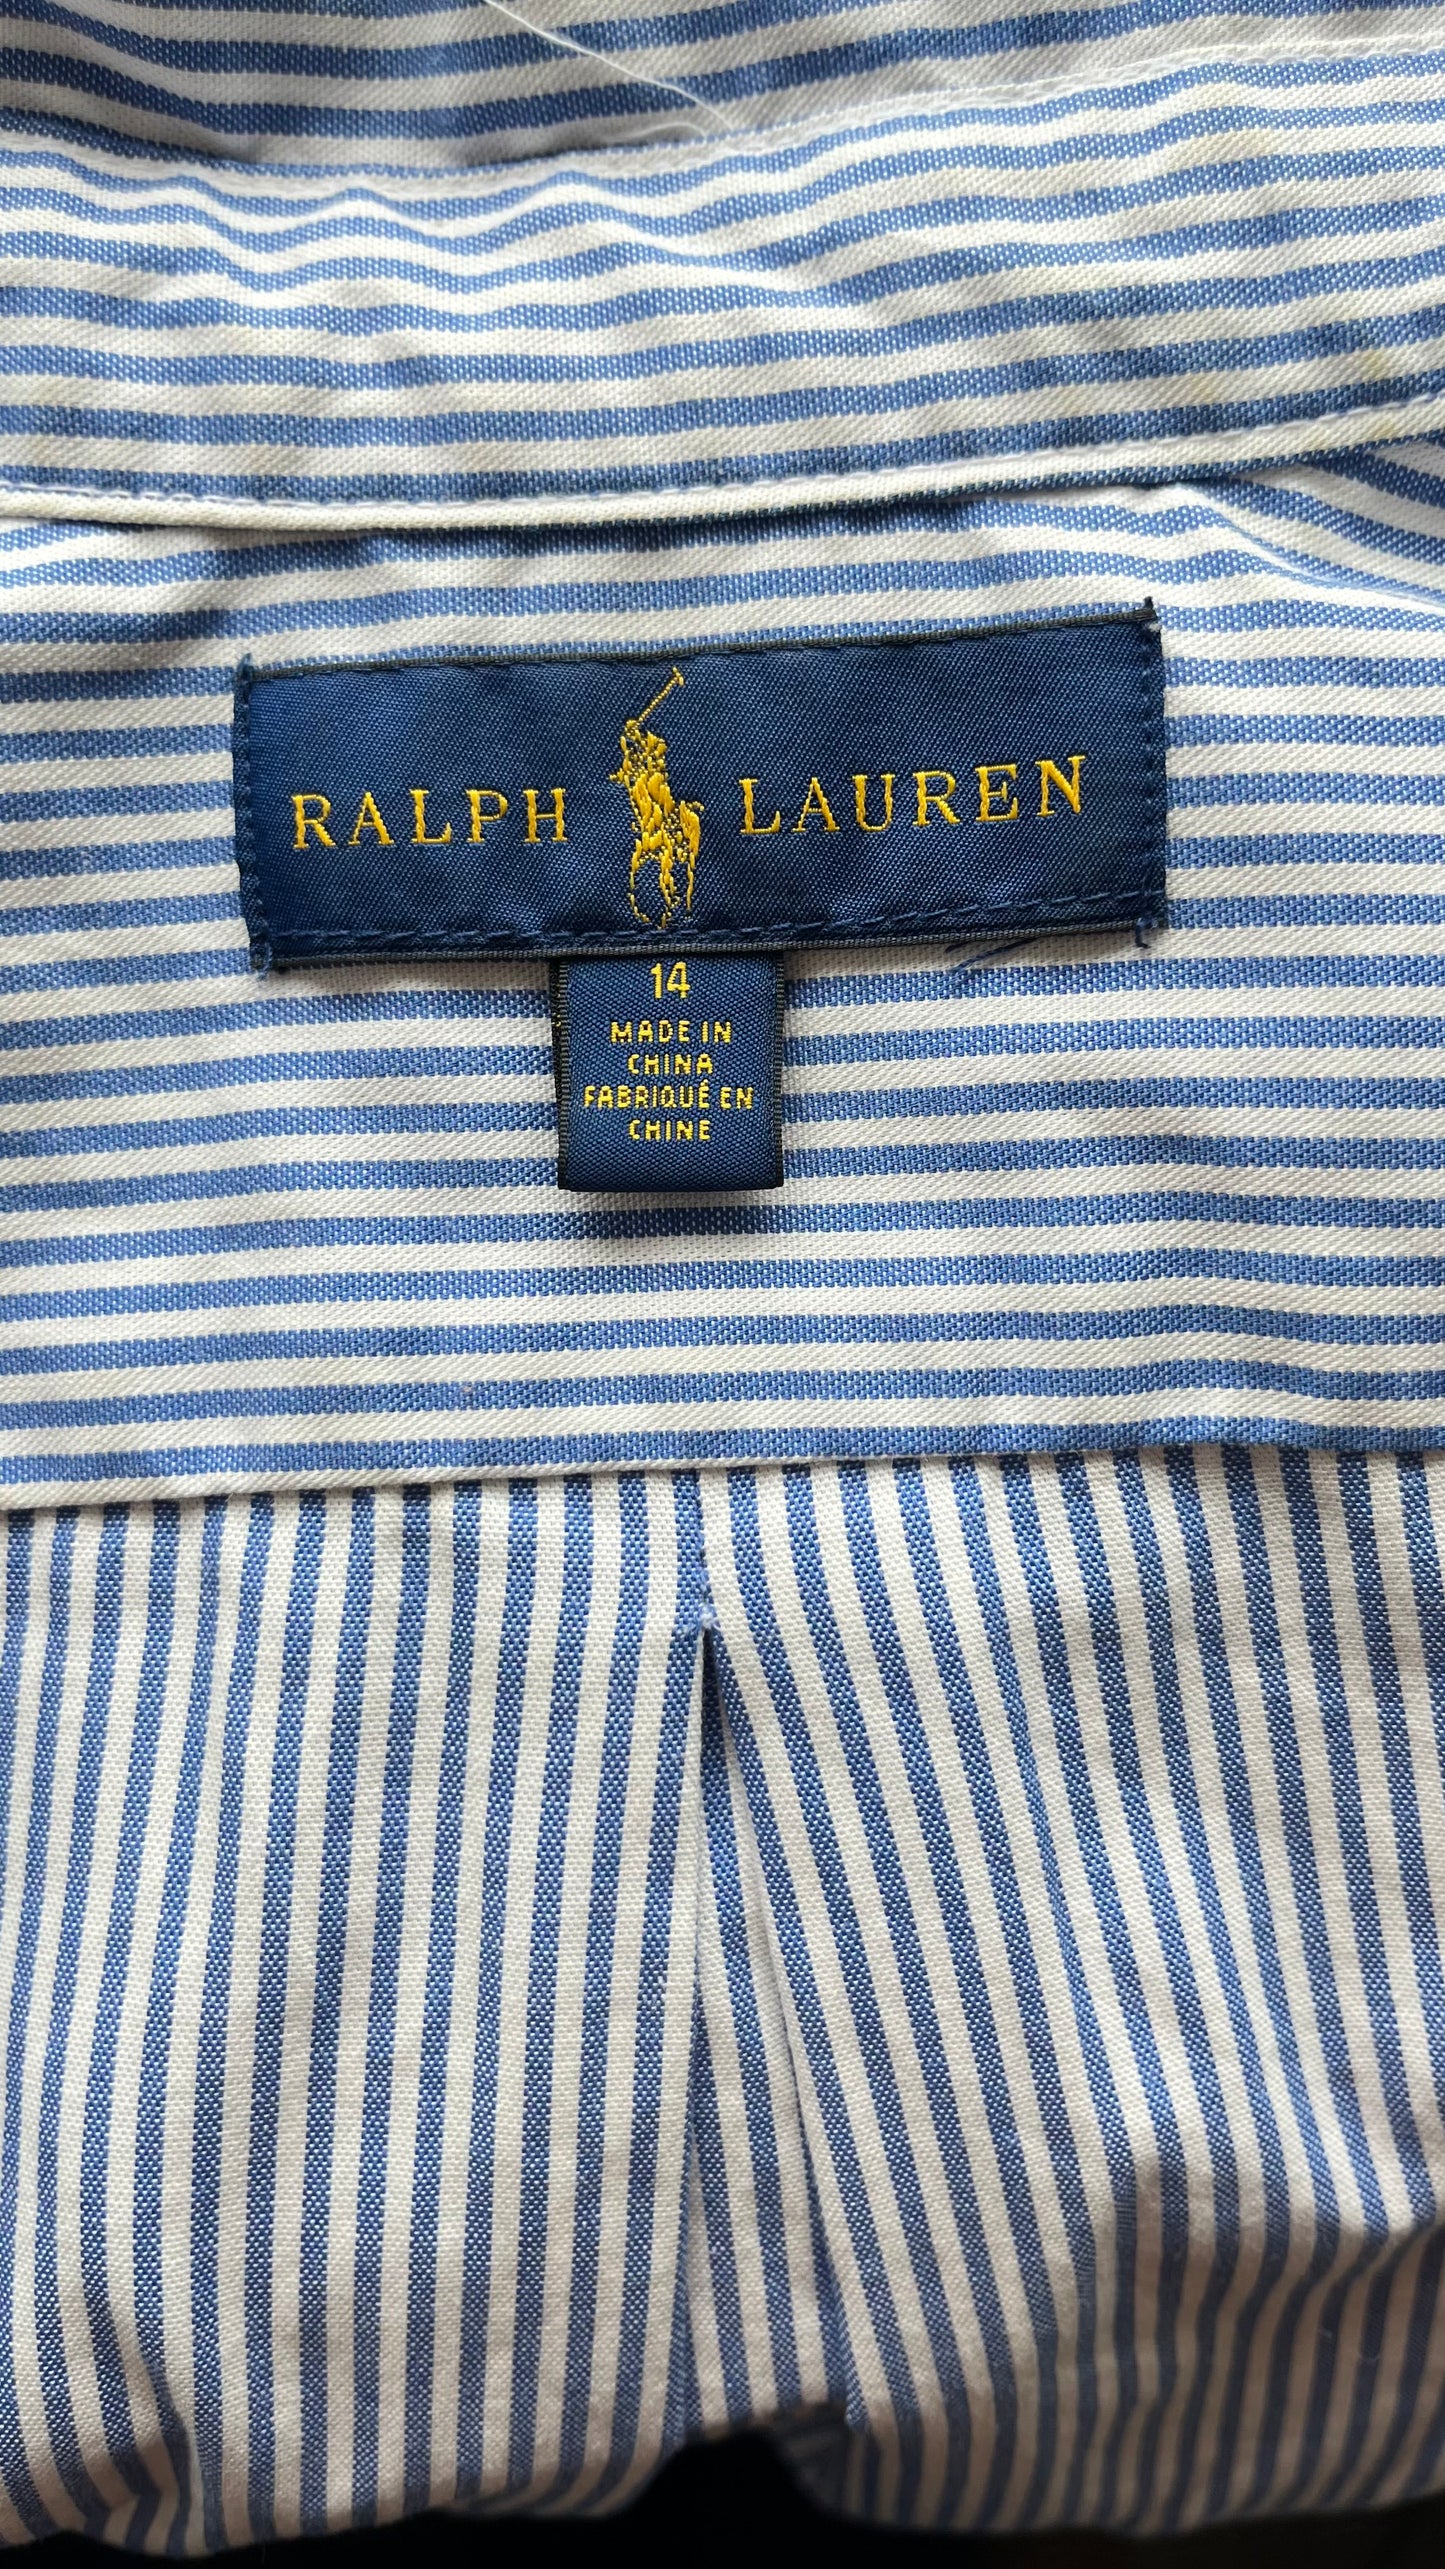 RALPH LAUREN
14
MADE IN
CHINA
FABRIQUÉ EN
CHINE